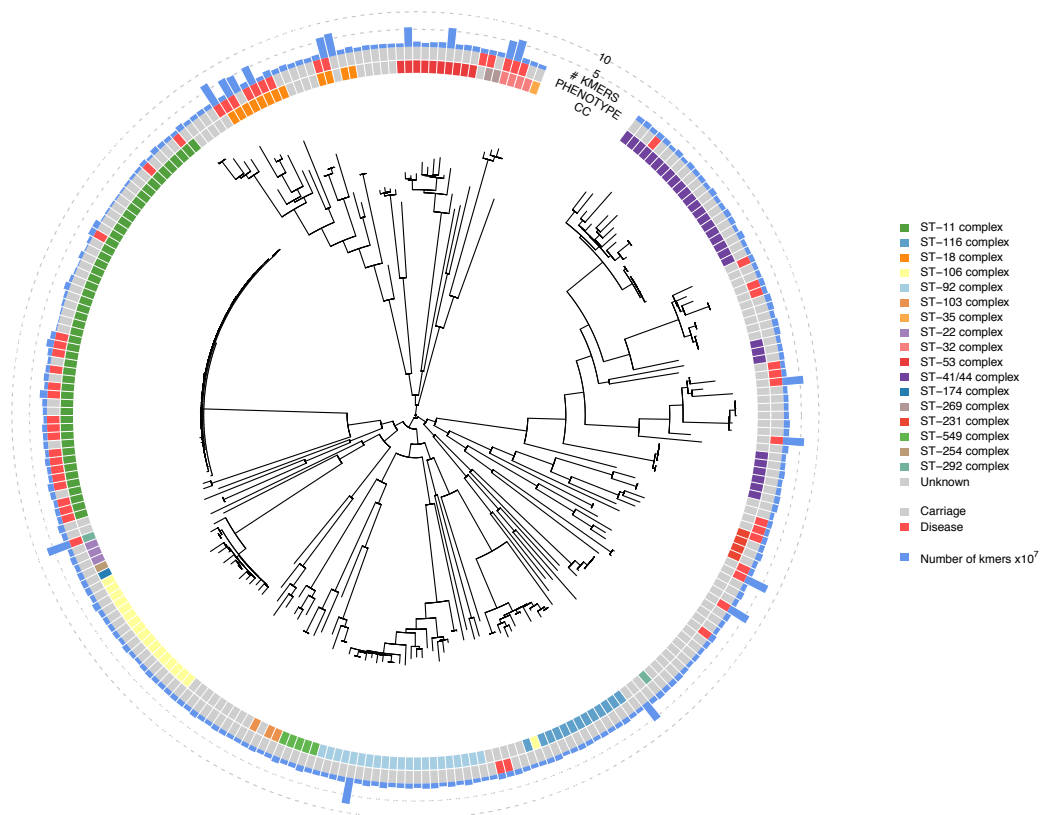 10
5
# KMERS
PHENOTYPE
CC
ST−11 complex
ST−116 complex
ST−18 complex
ST−106 complex
ST−92 complex
ST−103 complex
ST−35 complex
ST−22 complex
ST−32 complex
ST−53 complex
ST−41/44 complex
ST−174 complex
ST−269 complex
ST−231 complex
ST−549 complex
ST−254 complex
ST−292 complex
Unknown
Carriage
Disease
Number of kmers x10⁷